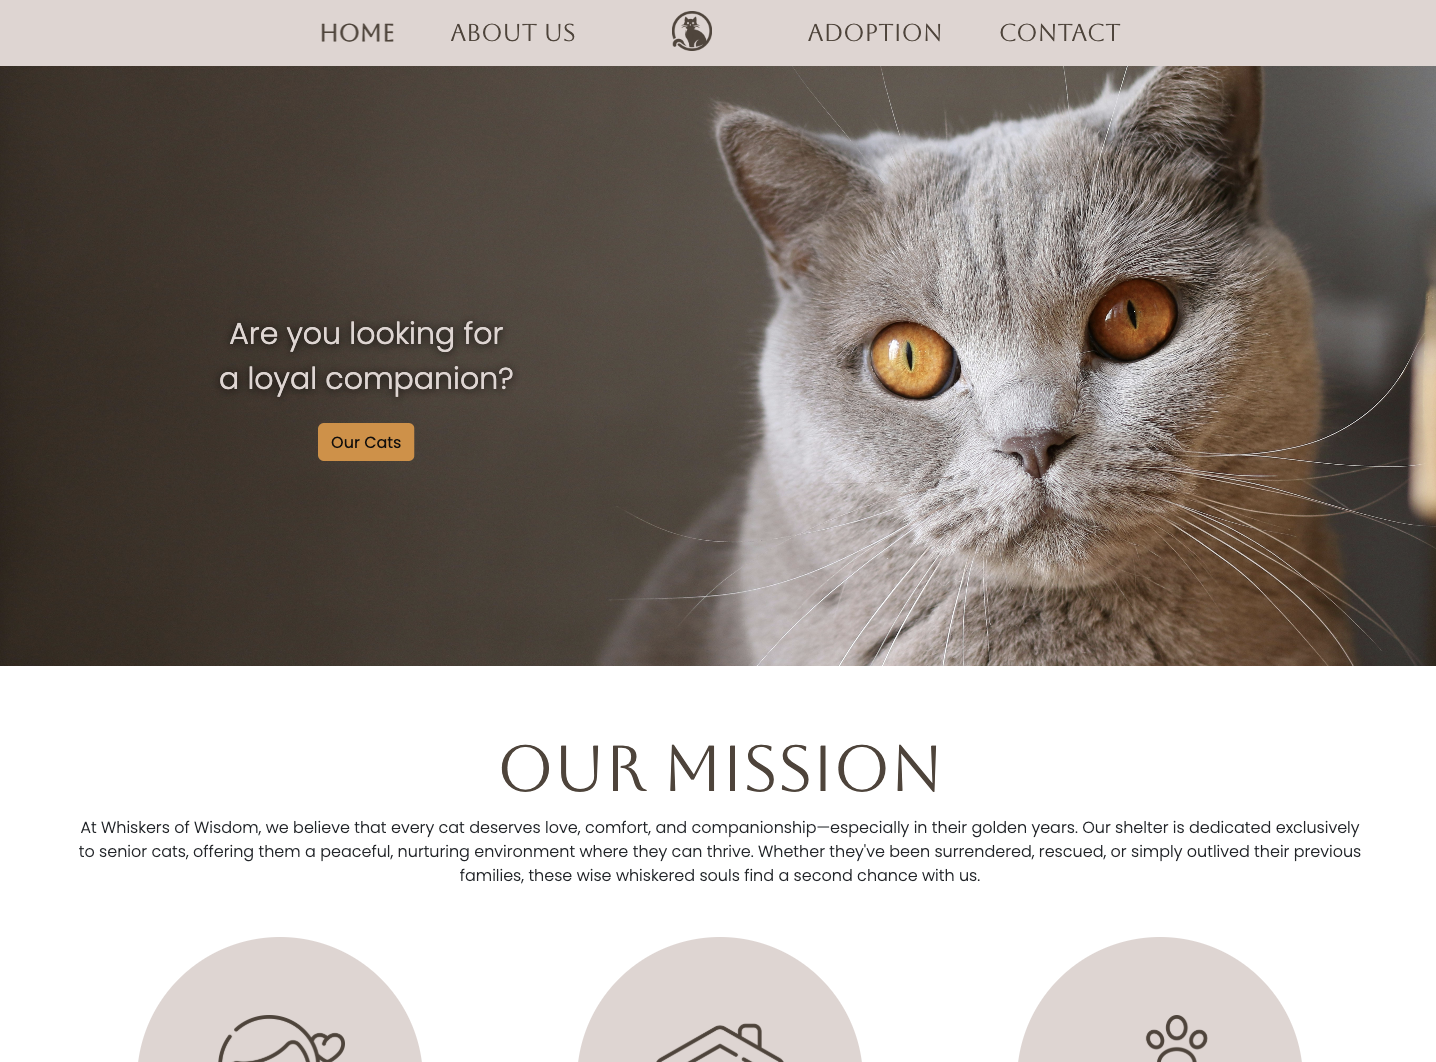 HOME ABOUT US ADOPTION CONTACT
Are you looking for
a loyal companion?
Our Cats
OUR MISSION
At Whiskers of Wisdom, we believe that every cat deserves love, comfort, and companionship—especially in their golden years. Our shelter is dedicated exclusively
to senior cats, offering them a peaceful, nurturing environment where they can thrive. Whether they've been surrendered, rescued, or simply outlived their previous
families, these wise whiskered souls find a second chance with us.